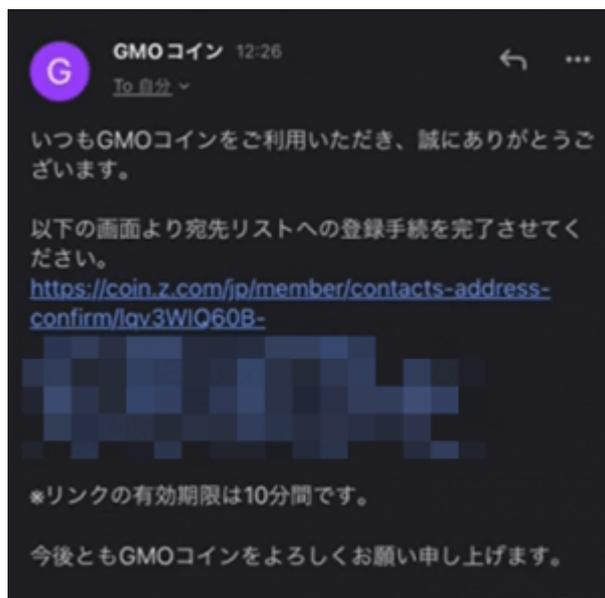 G
GMOコイン 12:26
To 自分
いつもGMOコインをご利用いただき、誠にありがとうご
ざいます。
以下の画面より宛先リストへの登録手続を完了させてく
ださい。
https://coin.z.com/jp/member/contacts-address-
confirm/lqv3WIQ60B-
※リンクの有効期限は10分間です。
今後ともGMOコインをよろしくお願い申し上げます。